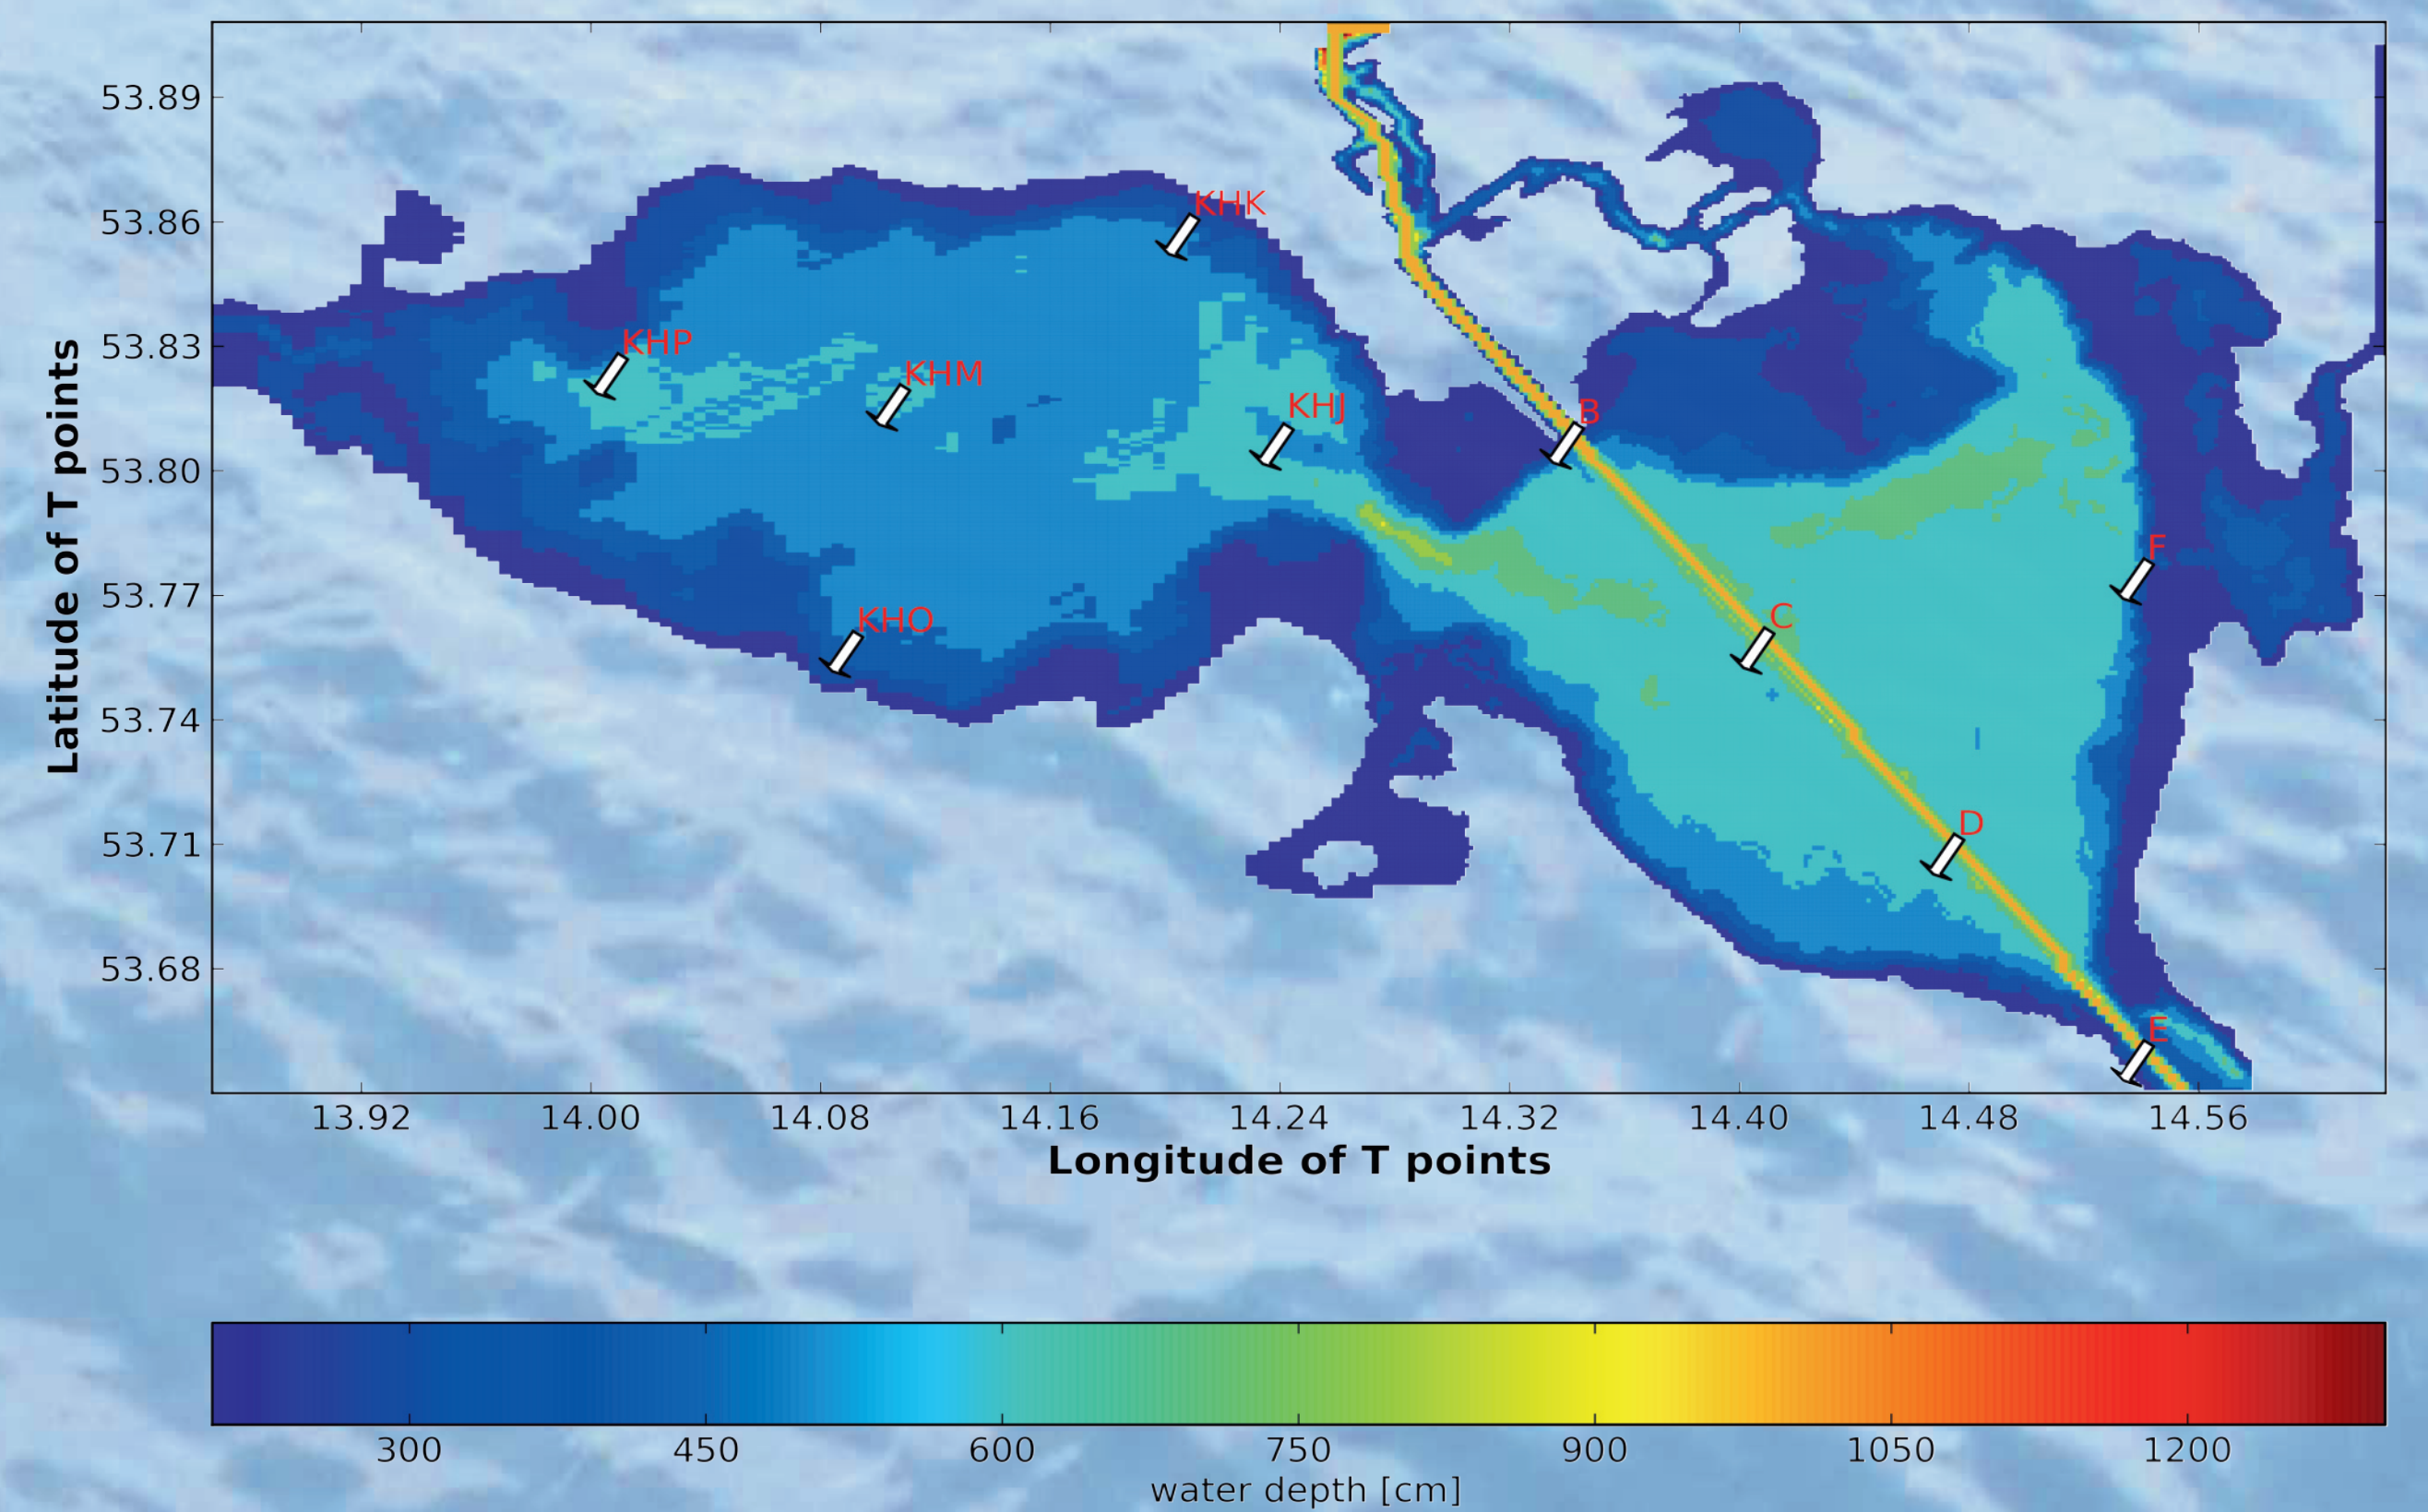 53.89
53.86
53.83
53.80
53.77
53.74
53.71
53.68
Latitude of T points
KHK
KHP
KHM
KHJ
B
F
KHO
C
D
E
13.92 14.00 14.08 14.16 14.24 14.32 14.40 14.48 14.56
Longitude of T points
300 450 600 750 900 1050 1200
water depth [cm]